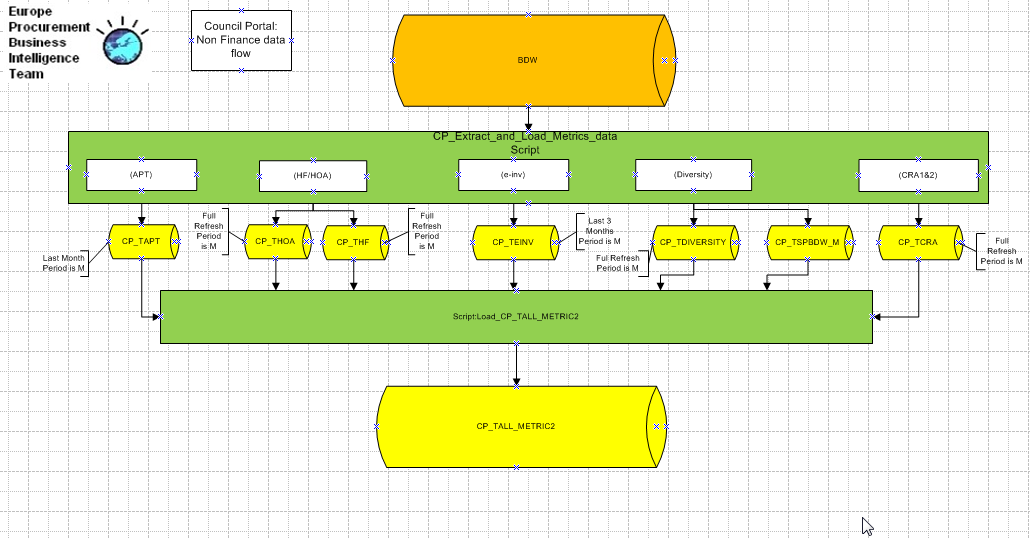 Europe
Procurement
Business
Intelligence
Team
Council Portal:
Non Finance data
flow
BDW
CP_Extract_and_Load_Metrics_data
Script
(APT)
(HF/HOA)
(e-inv)
(Diversity)
(CRA1&2)
CP_TAPT
Last Month
Period is M
Full
Refresh
Period
is M
CP_THOA
CP_THF
Full
Refresh
Period
is M
CP_TEINV
Last 3
Months
Period is M
Ful Refresh
Period is M
CP_TDIVERSITY
CP_TSPBDW_M
CP_TCRA
Full
Refresh
Period is M
Script:Load_CP_TALL_METRIC2
CP_TALL_METRIC2